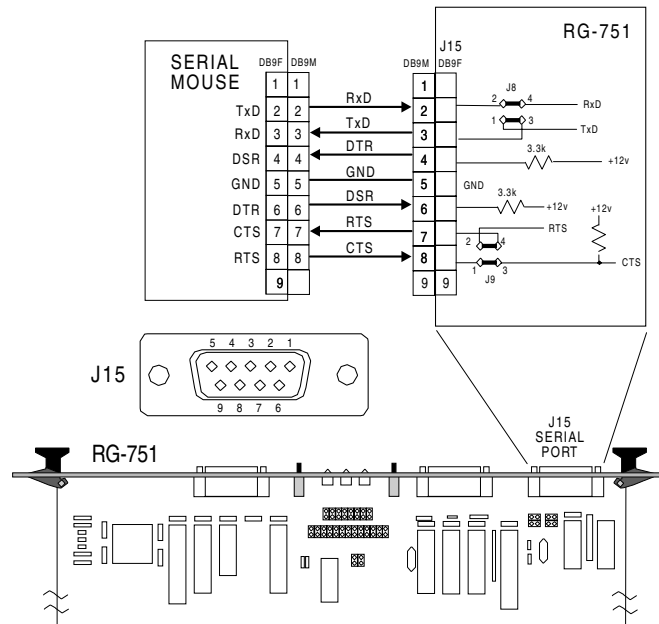 RG-751
J15
SERIAL
MOUSE
DB9F DB9M
DB9M DB9F
1 1
TxD 2 2 RxD 2
RxD 3 3 TxD 3
DSR 4 4 DTR 4
GND 5 5 GND 5
DTR 6 6 DSR 6
CTS 7 7 RTS 7
RTS 8 8 CTS 8
9
1
9 9
J8
2 4 RxD
1 3 TxD
3.3k
+12v
GND
3.3k
+12v
+12v
RTS
2 4
1 3 CTS
J9
J15
5 4 3 2 1
9 8 7 6
RG-751
J15
SERIAL
PORT